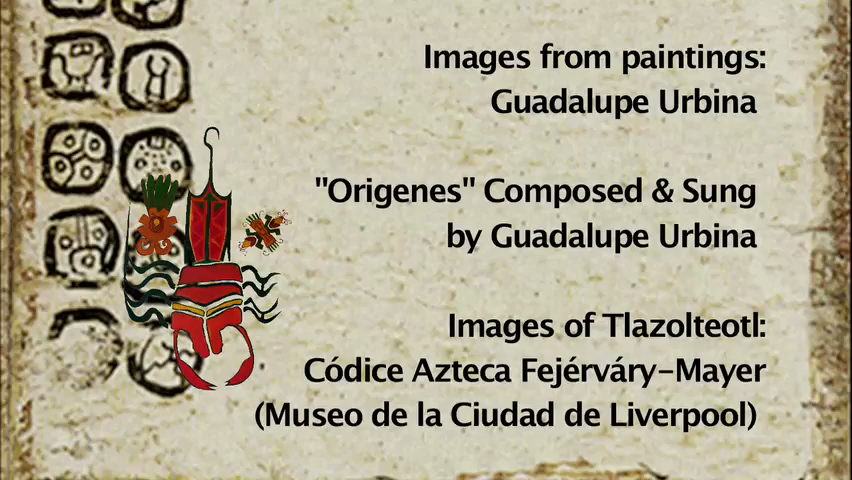 Images from paintings:
Guadalupe Urbina
"Origenes" Composed & Sung
by Guadalupe Urbina
Images of Tlazolteotl:
Códice Azteca Fejérváry-Mayer
(Museo de la Ciudad de Liverpool)